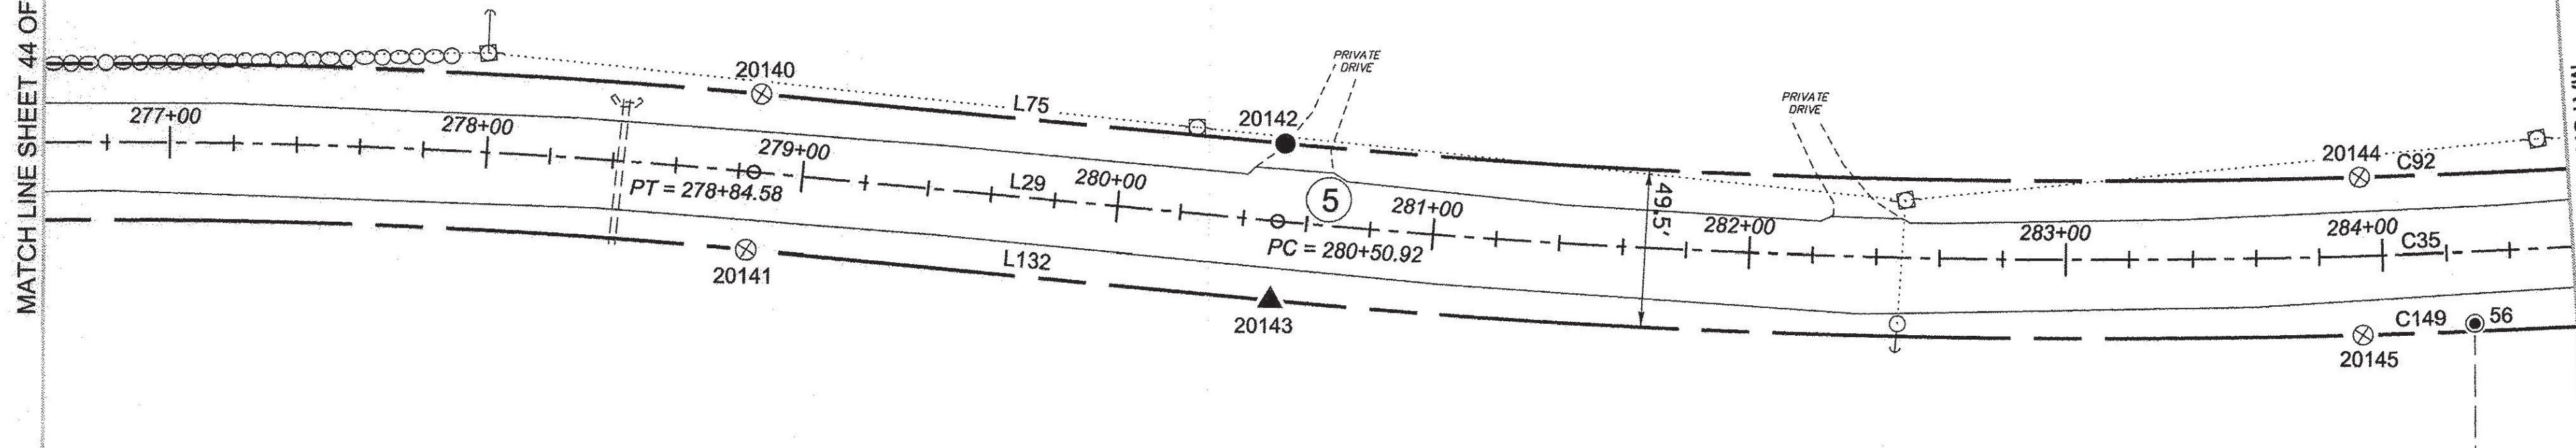 MATCH LINE SHEET 44 OF
277+00
278+00
PT = 278+84.58
20140
279+00
20141
L75
L29
280+00
L132
20142
PRIVATE
DRIVE
5
PC = 280+50.92
20143
281+00
49.5'
282+00
PRIVATE
DRIVE
283+00
20144
C92
284+00
C35
C149
56
20145